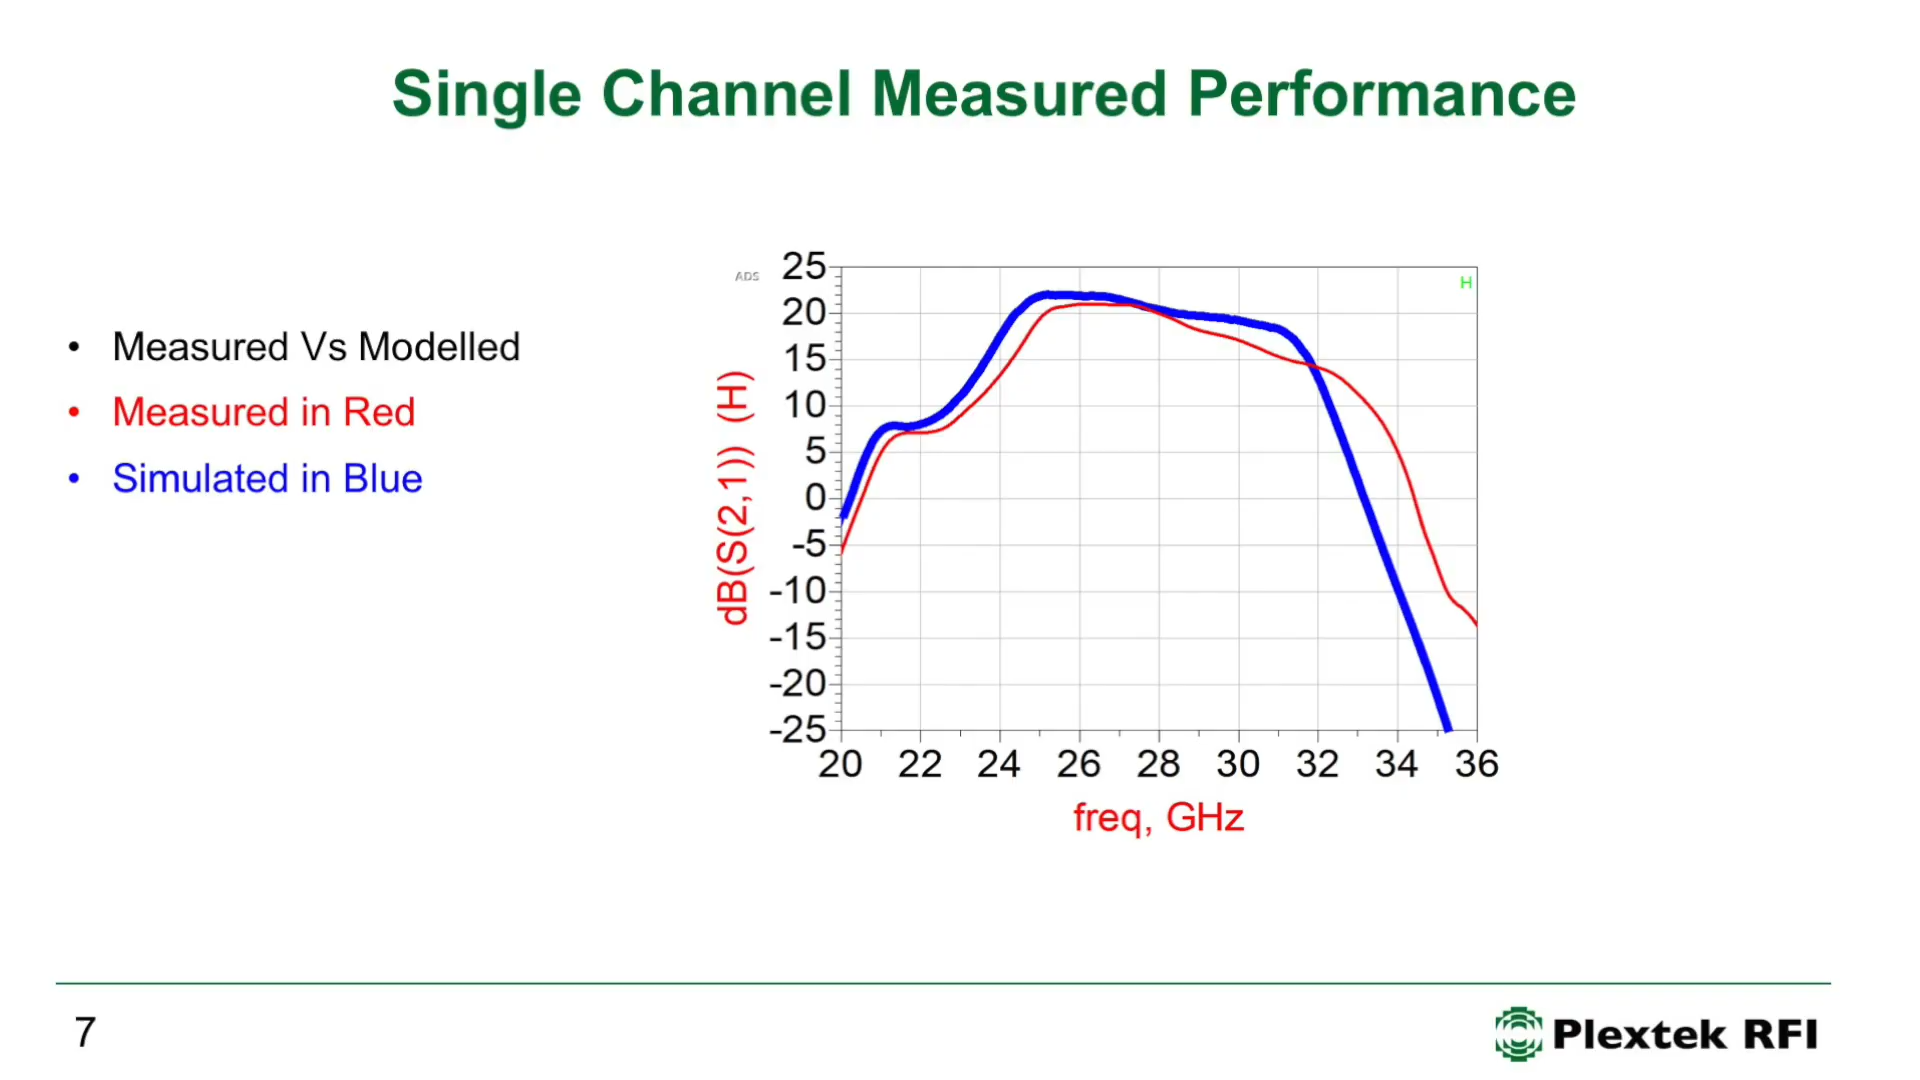 Single Channel Measured Performance
• Measured Vs Modelled
• Measured in Red
• Simulated in Blue
ADS
H
25
20
15
10
5
0
-5
-10
-15
-20
-25
dB(S(2,1)) (H)
20 22 24 26 28 30 32 34 36
freq, GHz
7
Plextek RFI